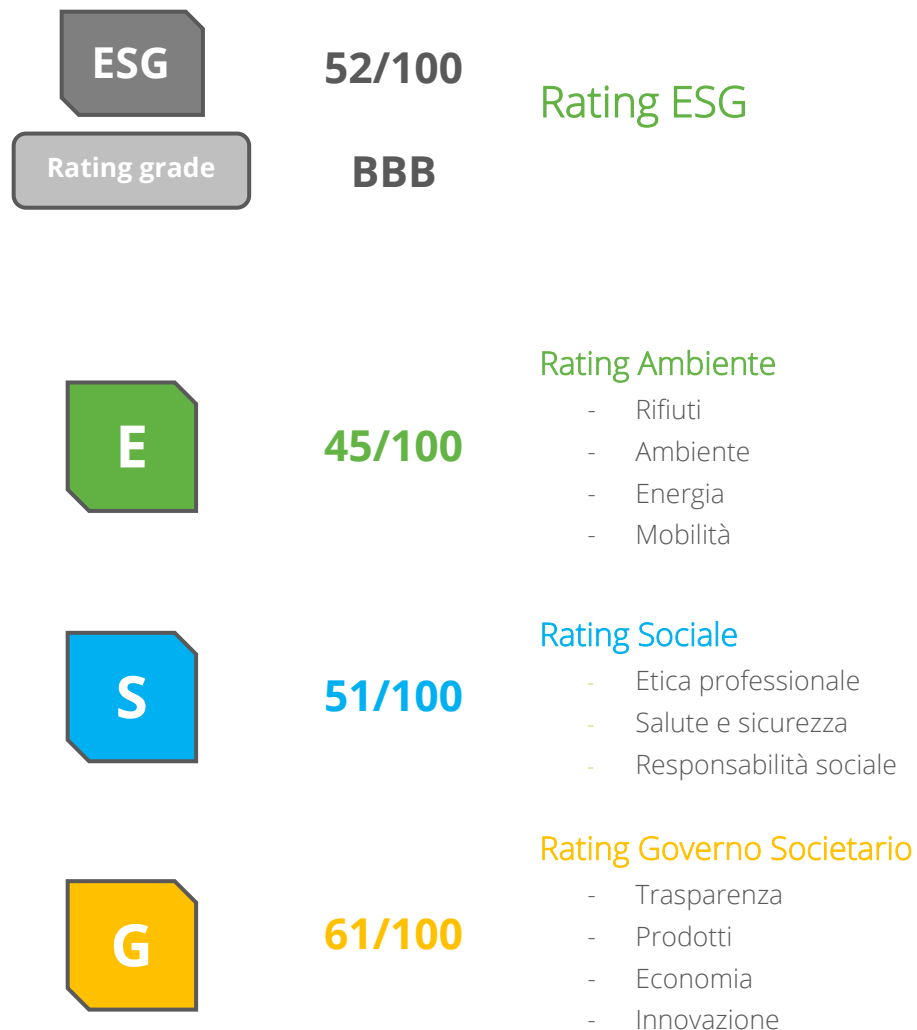 ESG
52/100
Rating ESG
Rating grade
BBB
Rating Ambiente
E
45/100
- Rifiuti
- Ambiente
- Energia
- Mobilità
Rating Sociale
S
51/100
- Etica professionale
- Salute e sicurezza
- Responsabilità sociale
Rating Governo Societario
G
61/100
- Trasparenza
- Prodotti
- Economia
- Innovazione